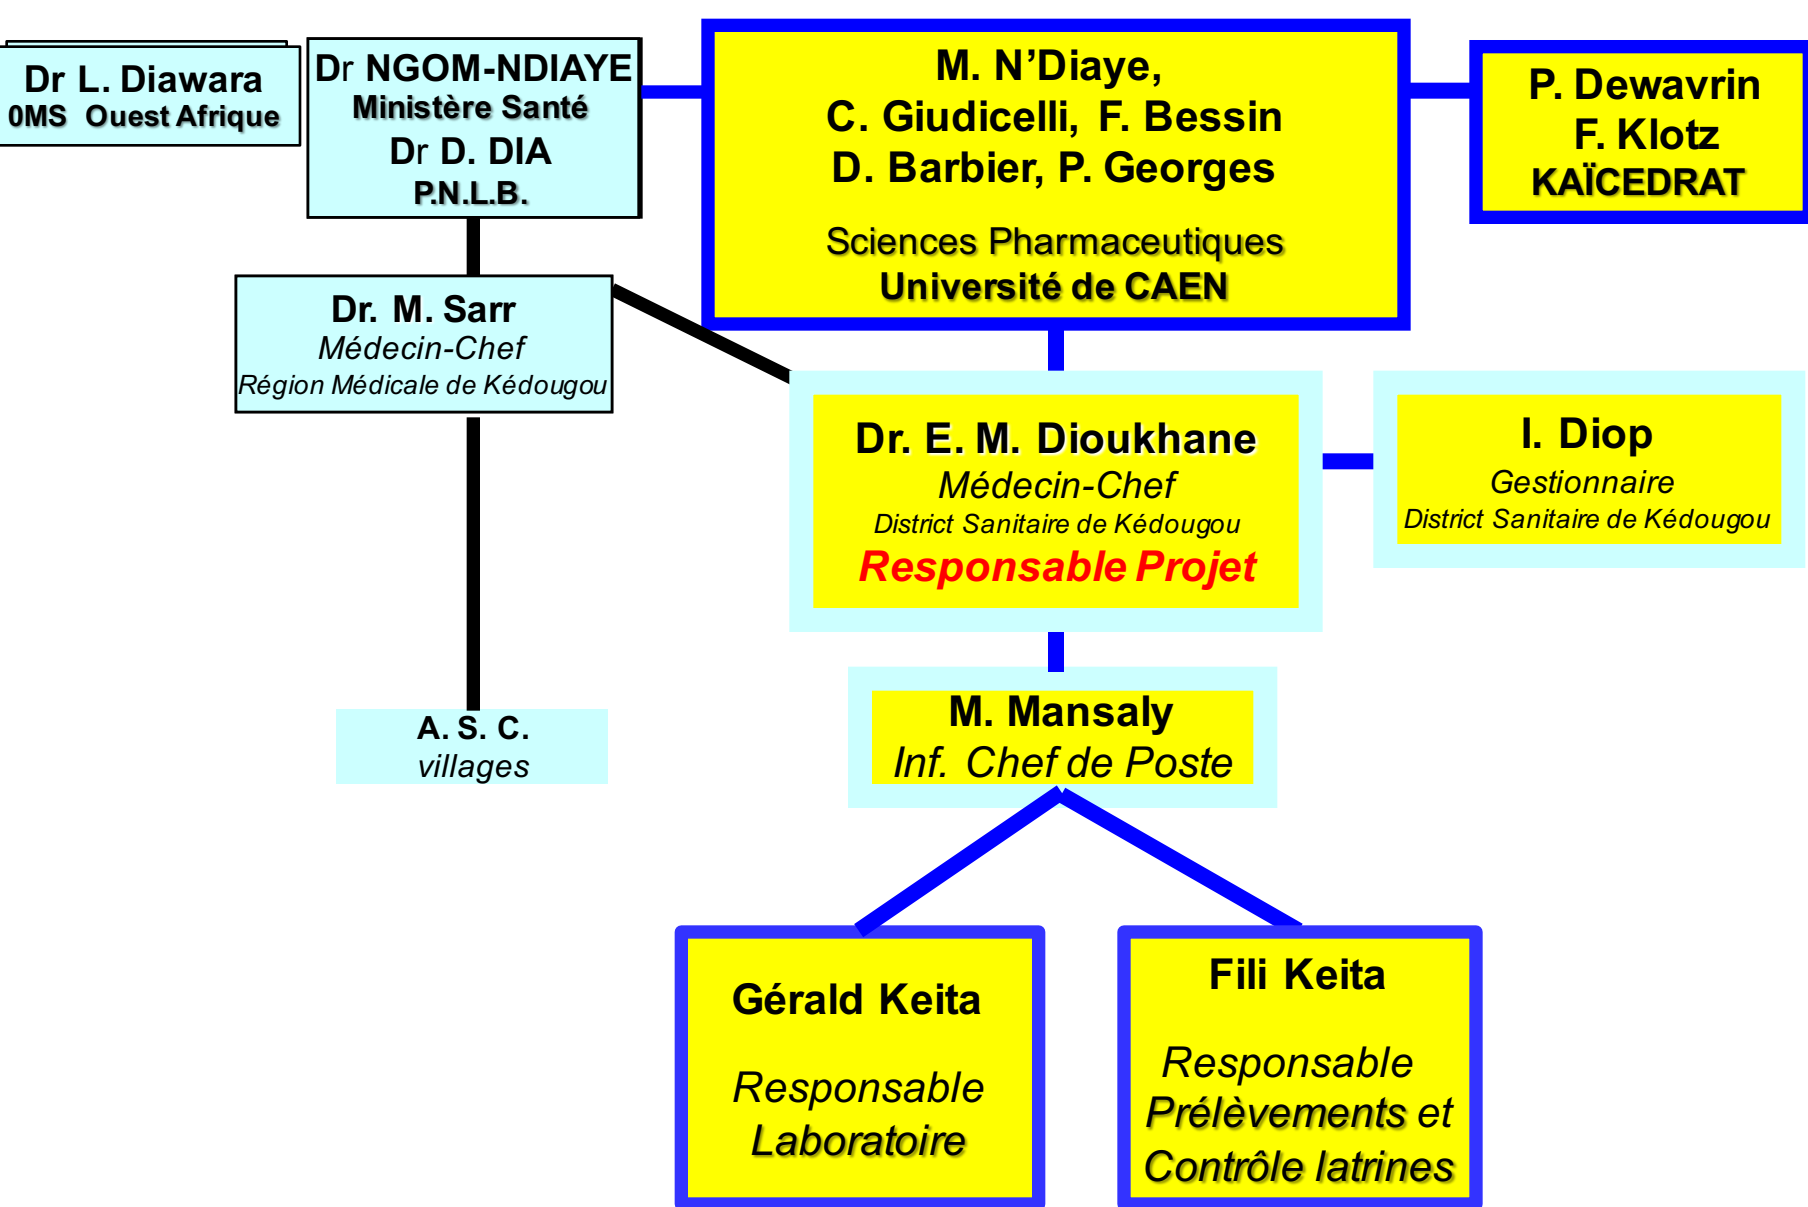 Dr L. Diawara
0MS Ouest Afrique
Dr NGOM-NDIAYE
Ministère Santé
Dr D. DIA
P.N.L.B.
M. N’Diaye,
C. Giudicelli, F. Bessin
D. Barbier, P. Georges
Sciences Pharmaceutiques
Université de CAEN
P. Dewavrin
F. Klotz
KAÏCEDRAT
Dr. M. Sarr
Médecin-Chef
Région Médicale de Kédougou
Dr. E. M. Dioukhane
Médecin-Chef
District Sanitaire de Kédougou
Responsable Projet
I. Diop
Gestionnaire
District Sanitaire de Kédougou
A. S. C.
villages
M. Mansaly
Inf. Chef de Poste
Gérald Keita
Responsable
Laboratoire
Fili Keita
Responsable
Prélèvements et
Contrôle latrines